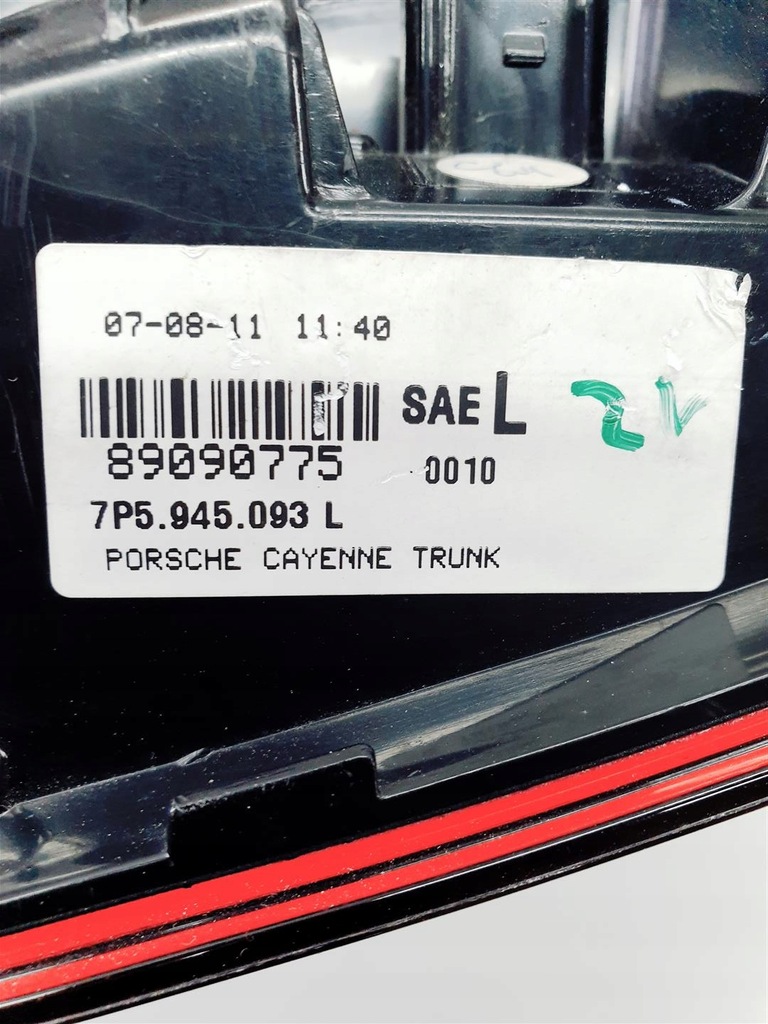 07-08-11 11:40
SAE L
89090775 0010
7P5.945.093 L
PORSCHE CAYENNE TRUNK